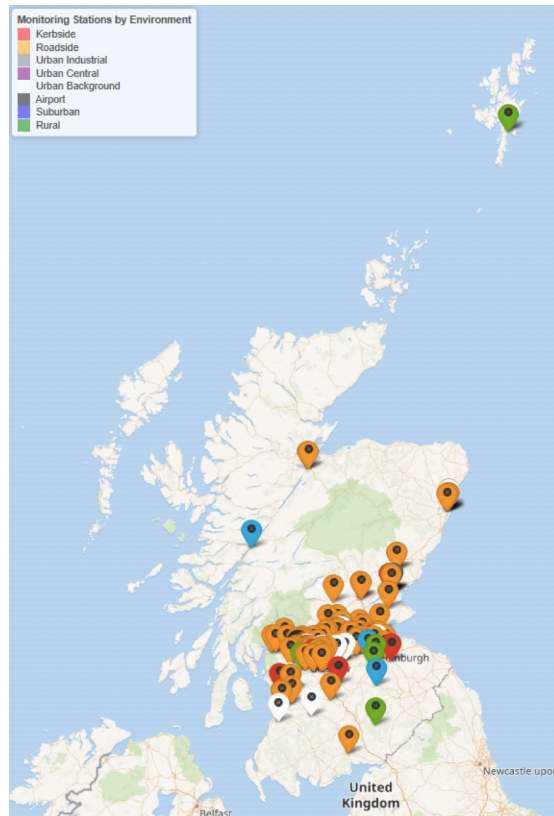 Monitoring Stations by Environment
Kerbside
Roadside
Urban Industrial
Urban Central
Urban Background
Airport
Suburban
Rural
Newcastle upo
United
Kingdom
Belfast